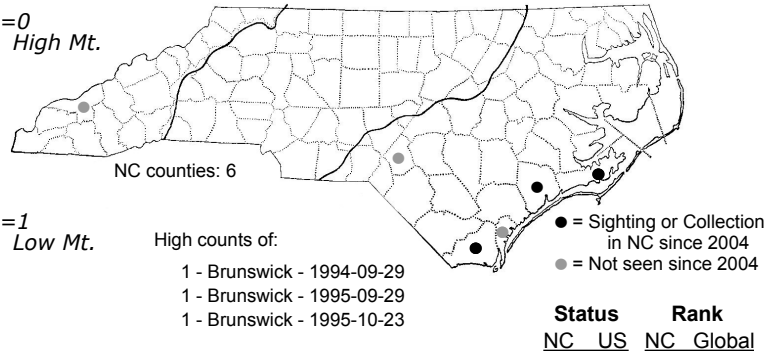 =0
High Mt.
NC counties: 6
=1
Low Mt.
High counts of:
1 - Brunswick - 1994-09-29
1 - Brunswick - 1995-09-29
1 - Brunswick - 1995-10-23
= Sighting or Collection
in NC since 2004
= Not seen since 2004
Status Rank
NC US NC Global